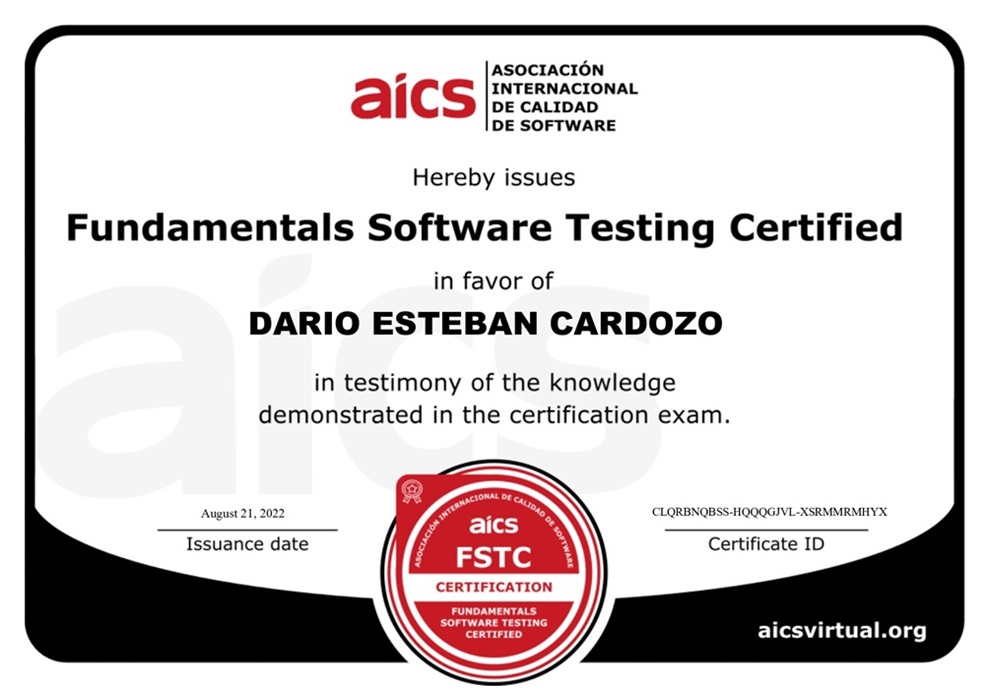 aics
ASOCIACIÓN
INTERNACIONAL
DE CALIDAD
DE SOFTWARE
Hereby issues
Fundamentals Software Testing Certified
in favor of
DARIO ESTEBAN CARDOZO
in testimony of the knowledge
demonstrated in the certification exam.
August 21, 2022
Issuance date
CLQRBNQBSS-HQQQGJVL-XSRMMRMHYX
Certificate ID
ASOCIACIÓN INTERNACIONAL DE CALIDAD DE SOFTWARE
aics
FSTC
CERTIFICATION
FUNDAMENTALS
SOFTWARE TESTING
CERTIFIED
aicsvirtual.org